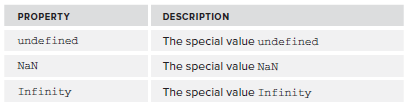 PROPERTY DESCRIPTION
undefined The special value undefined
NaN The special value NaN
Infinity The special value Infinity